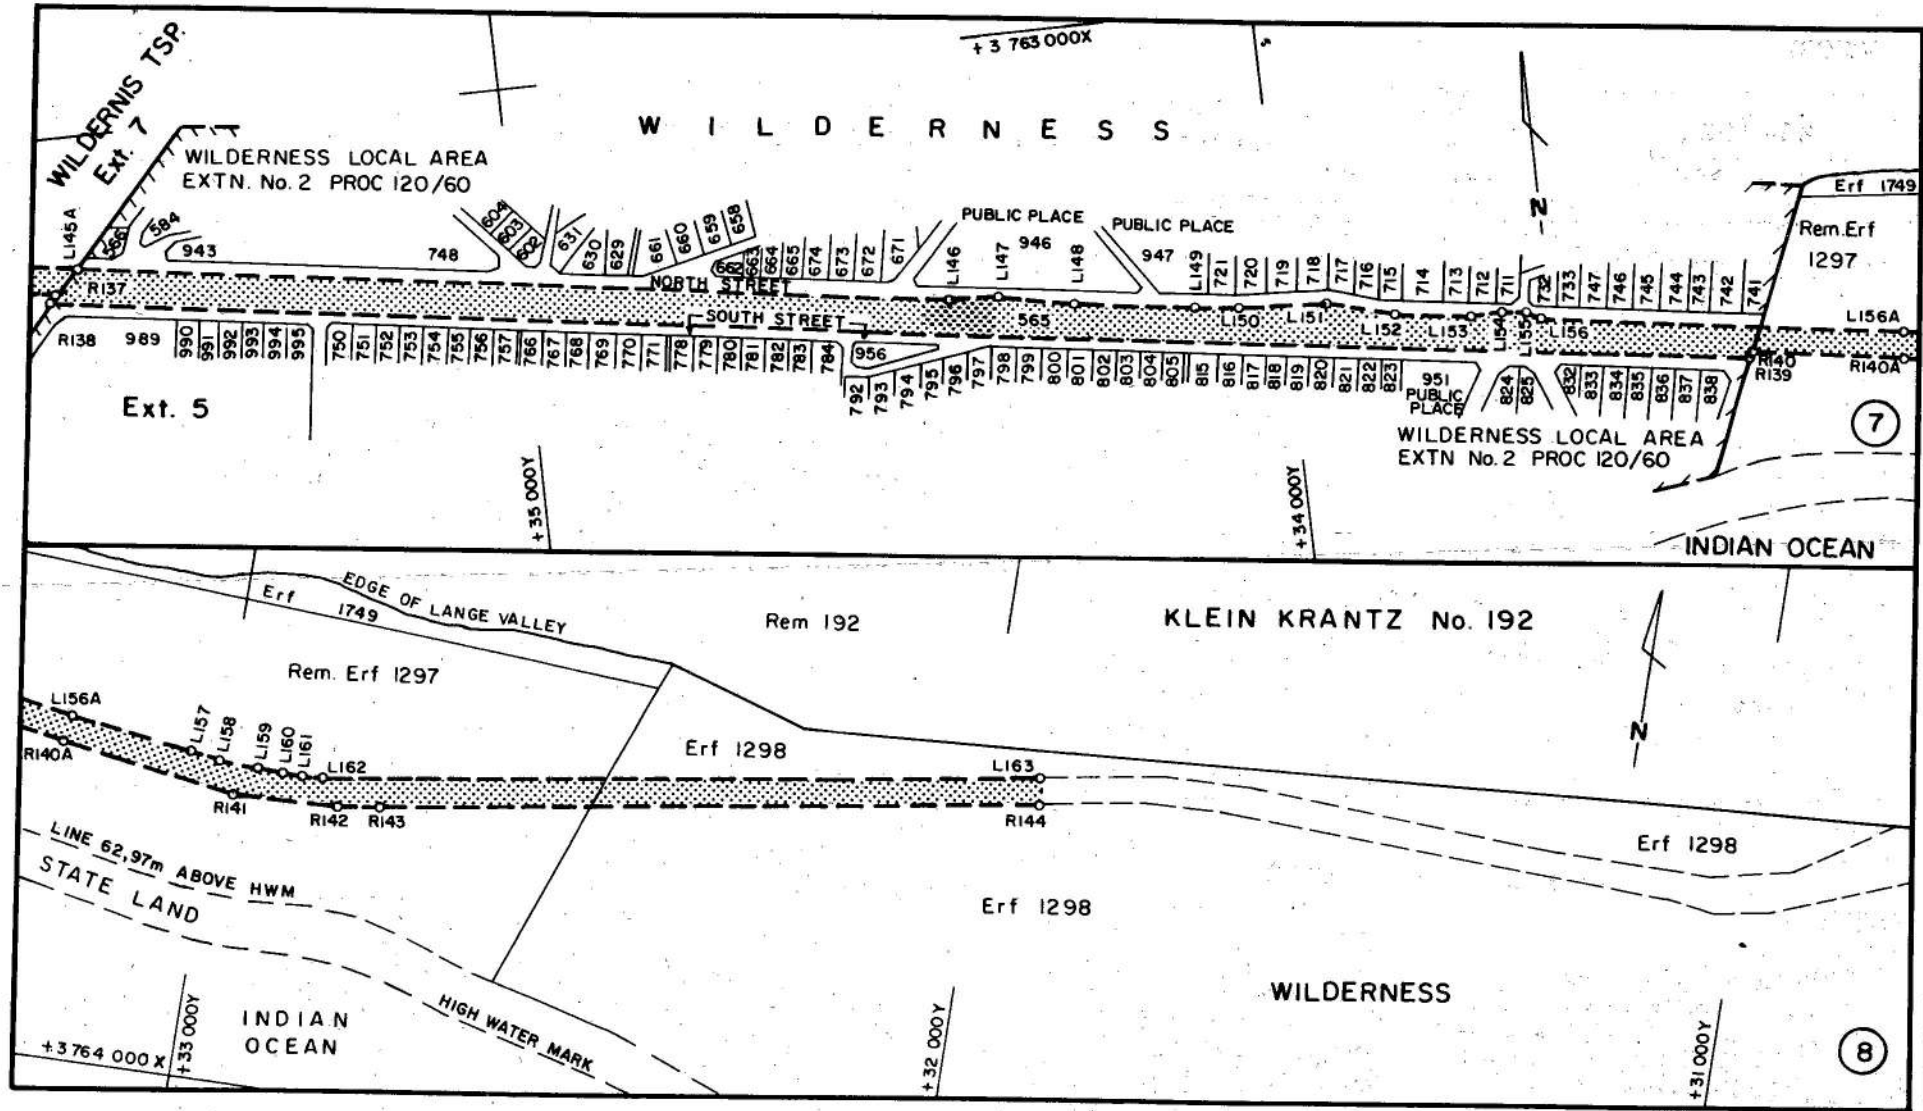 + 3 763 000X
WILDERNIS TSP.
Ext. 7
WILDERNESS
WILDERNESS LOCAL AREA
EXTN. No. 2 PROC 120/60
Erf 1749
Rem. Erf
1297
N
L145A
566
584
943
748
604
603
602
631
630
629
661
660
659
658
662
663
664
665
674
673
672
671
PUBLIC PLACE
946
PUBLIC PLACE
947
L146
L147
L148
L149
721
720
719
718
717
716
715
714
713
712
711
732
733
747
746
745
744
743
742
741
R137
NORTH STREET
SOUTH STREET
565
L150
L151
L152
L153
L154
L155
L156
L156A
R138
989
990
991
992
993
994
995
750
751
752
753
754
755
756
757
766
767
768
769
770
771
778
779
780
781
782
783
784
956
792
793
794
795
796
797
798
799
800
801
802
803
804
805
815
816
817
818
819
820
821
822
823
951
PUBLIC
PLACE
824
825
832
833
834
835
836
837
838
R140
R139
R140A
Ext. 5
WILDERNESS LOCAL AREA
EXTN No. 2 PROC 120/60
7
+35 000Y
+34 000Y
INDIAN OCEAN
EDGE OF LANGE VALLEY
Erf 1749
Rem 192
KLEIN KRANTZ No. 192
Rem. Erf 1297
N
L156A
L157
L158
L159
L160
L161
L162
Erf 1298
L163
R140A
R141
R142
R143
R144
Erf 1298
LINE 62,97m ABOVE HWM
STATE LAND
Erf 1298
WILDERNESS
INDIAN
OCEAN
HIGH WATER MARK
+3764 000 X
+33 000Y
+32 000Y
+31 000Y
8